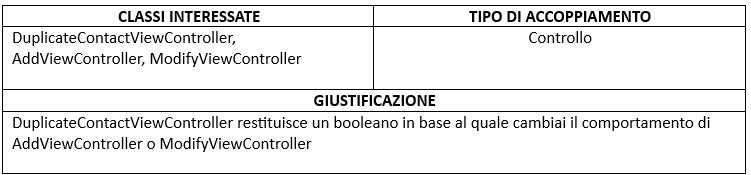 CLASSI INTERESSATE
TIPO DI ACCOPPIAMENTO
DuplicateContactViewController,
AddViewController, ModifyViewController
Controllo
GIUSTIFICAZIONE
DuplicateContactViewController restituisce un booleano in base al quale cambiai il comportamento di
AddViewController o ModifyViewController